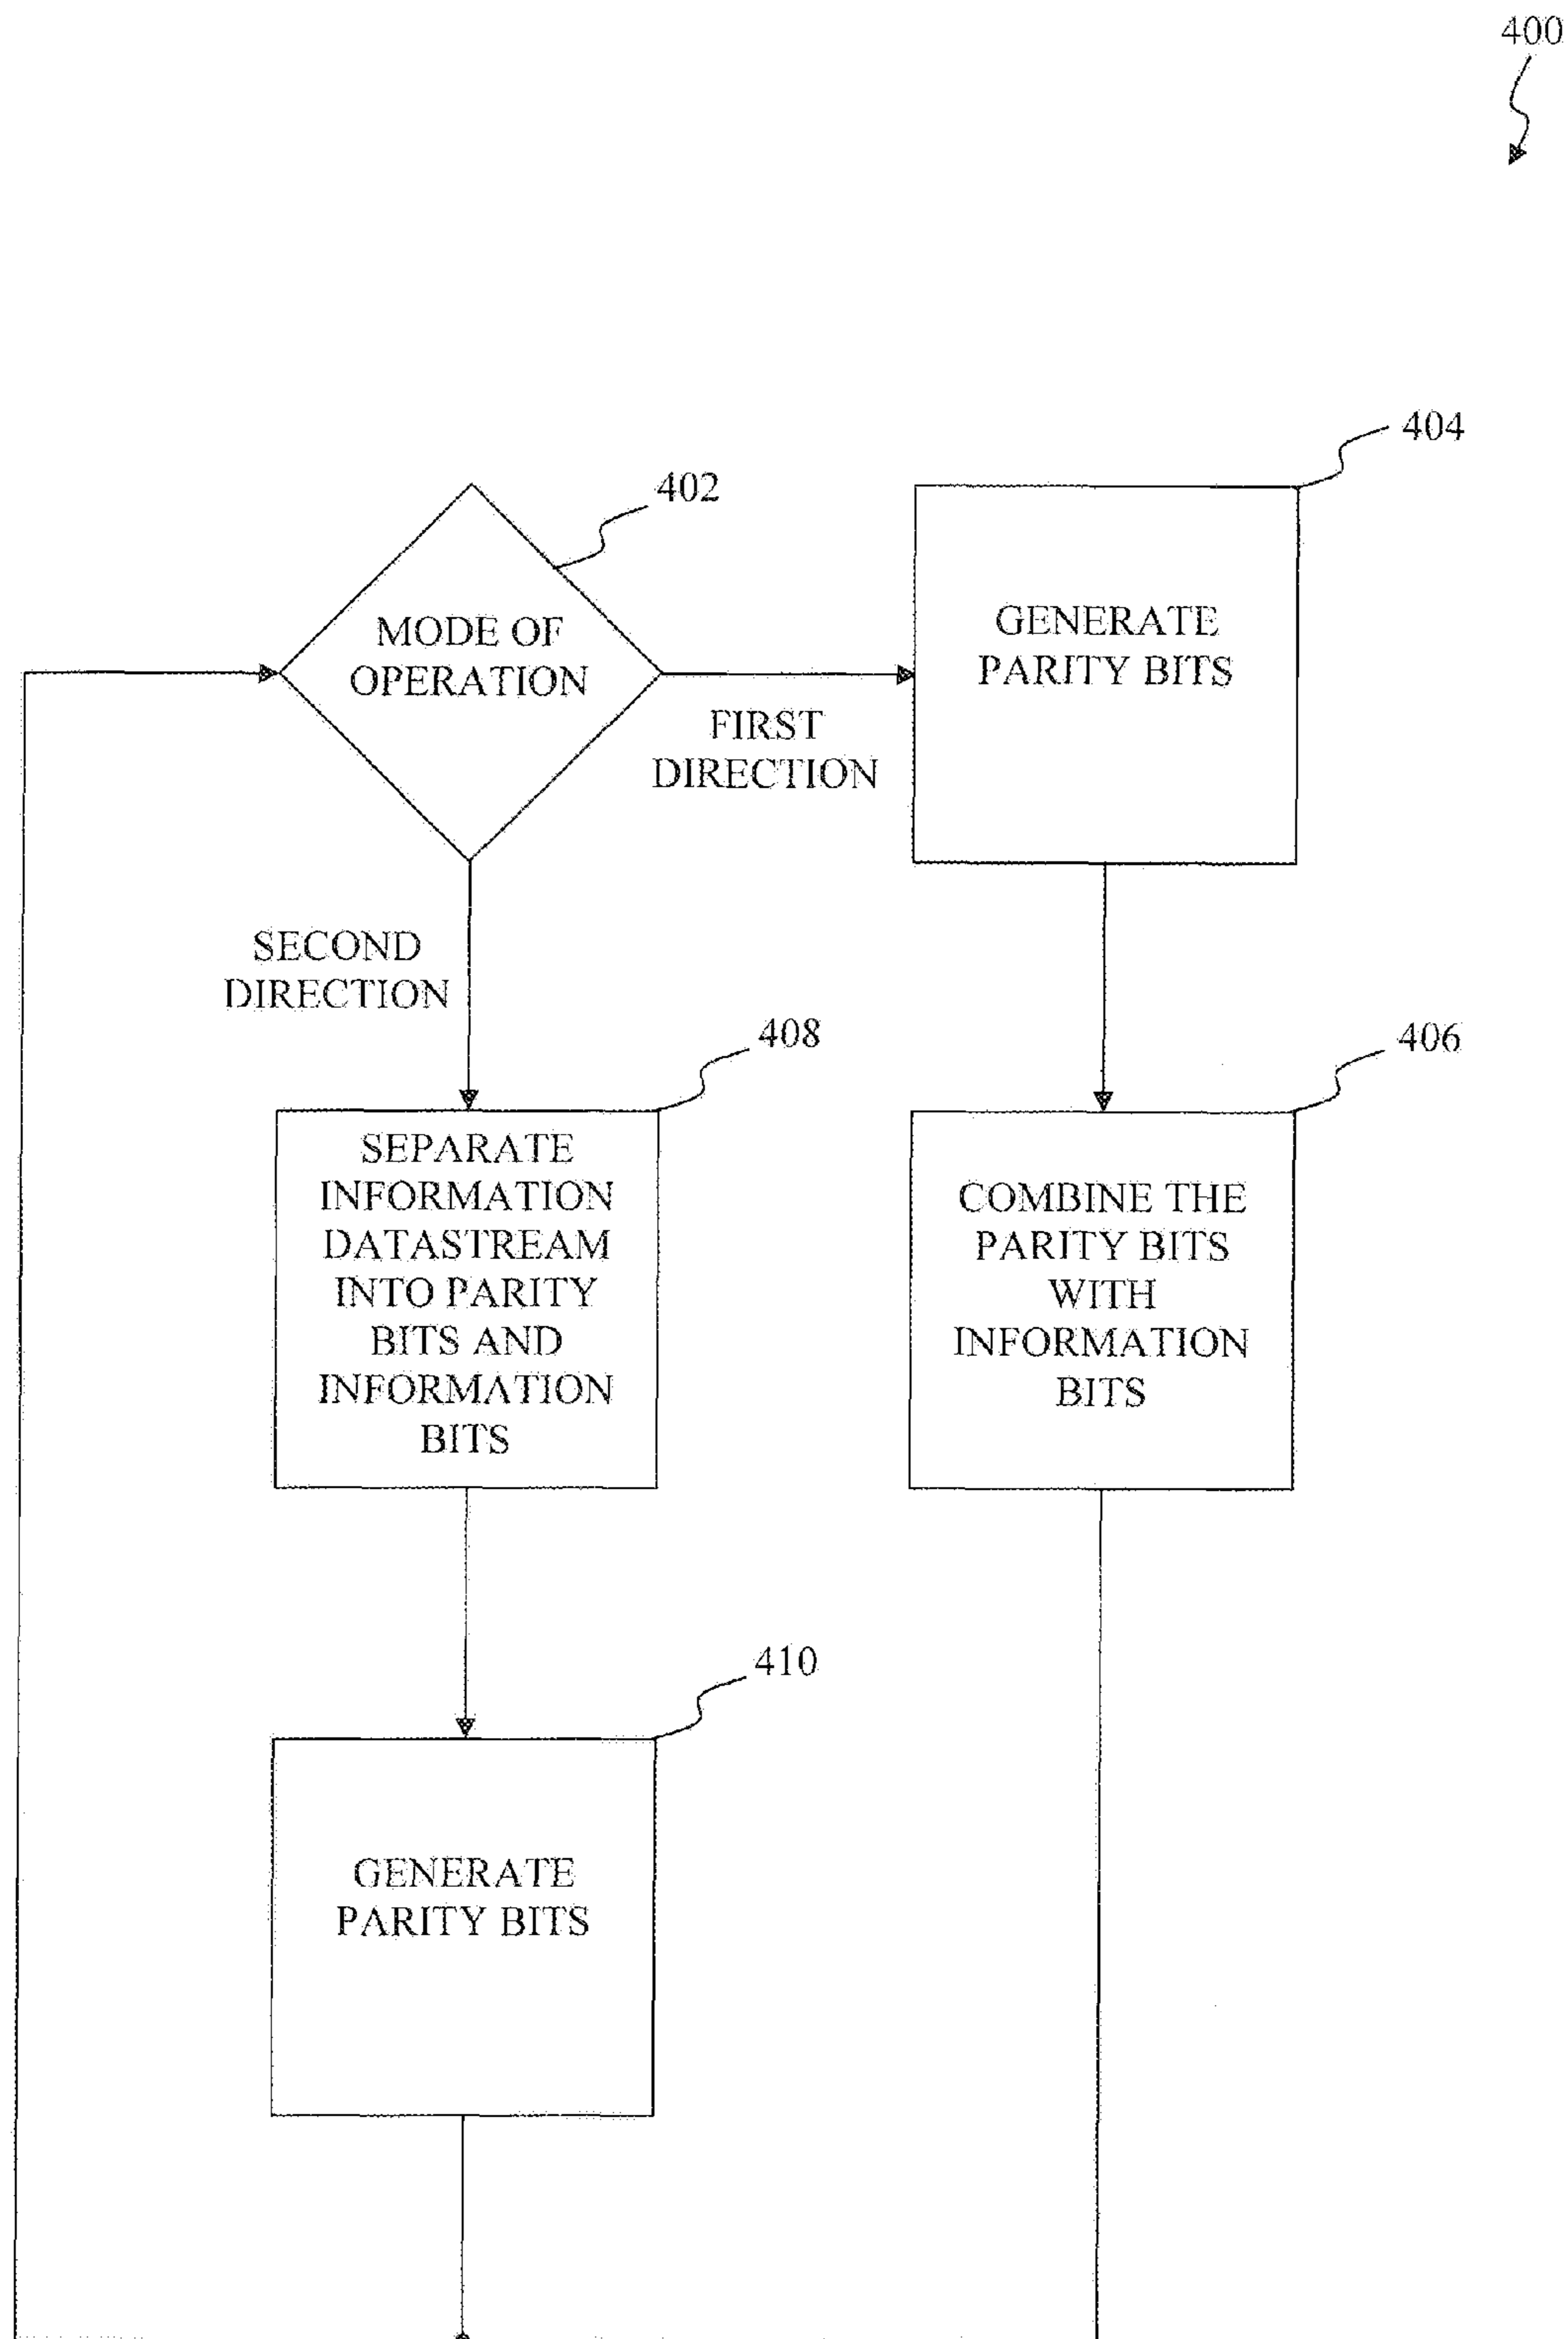 400
404
402
MODE OF
OPERATION
GENERATE
PARITY BITS
FIRST
DIRECTION
SECOND
DIRECTION
408
406
SEPARATE
INFORMATION
DATASTREAM
INTO PARITY
BITS AND
INFORMATION
BITS
COMBINE THE
PARITY BITS
WITH
INFORMATION
BITS
410
GENERATE
PARITY BITS